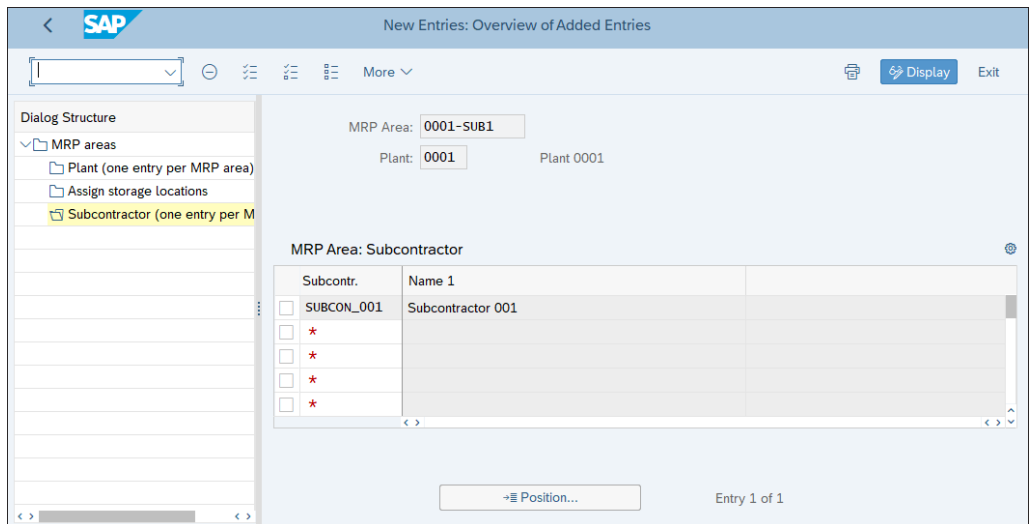 SAP
New Entries: Overview of Added Entries
More
Display
Exit
Dialog Structure
MRP areas
Plant (one entry per MRP area)
Assign storage locations
Subcontractor (one entry per M
MRP Area: 0001-SUB1
Plant: 0001 Plant 0001
MRP Area: Subcontractor
Subcontr. Name 1
SUBCON_001 Subcontractor 001
*
*
*
*
Position... Entry 1 of 1